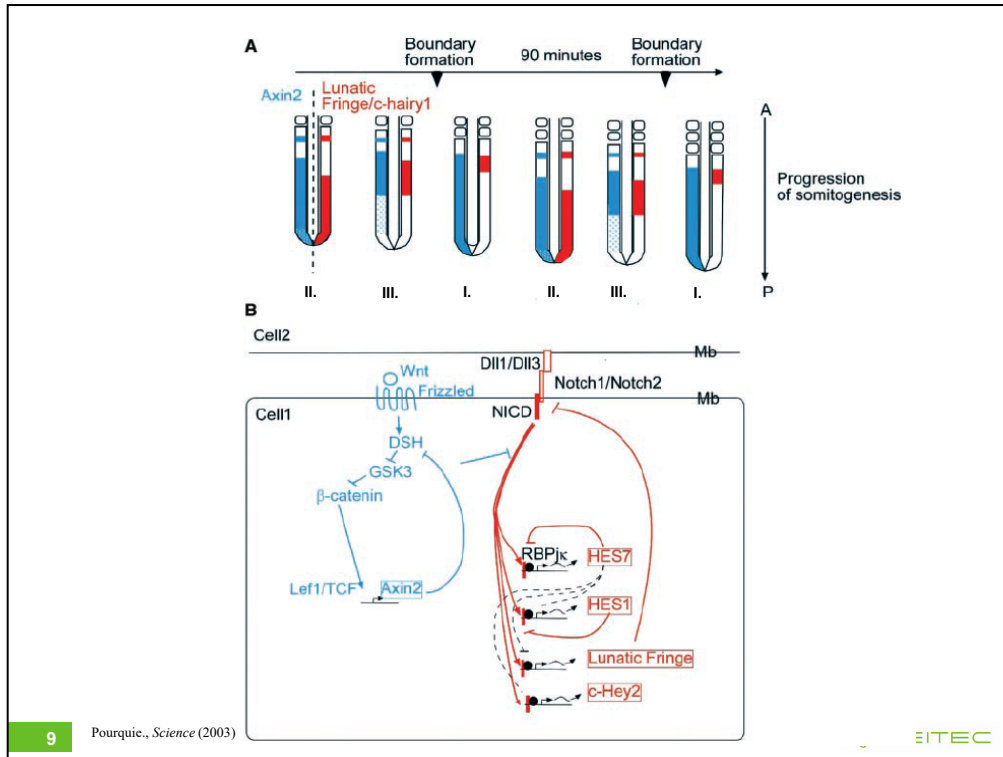 A
Boundary
formation
90 minutes
Boundary
formation
Axin2
Lunatic
Fringe/c-hairy1
A
Progression
of somitogenesis
P
II.
III.
I.
II.
III.
I.
B
Cell2
Mb
Dll1/Dll3
Wnt
Frizzled
Notch1/Notch2
Mb
Cell1
NICD
DSH
GSK3
β-catenin
RBPjκ
HES7
Lef1/TCF
Axin2
HES1
Lunatic Fringe
c-Hey2
9
Pourquie., Science (2003)
EITEC